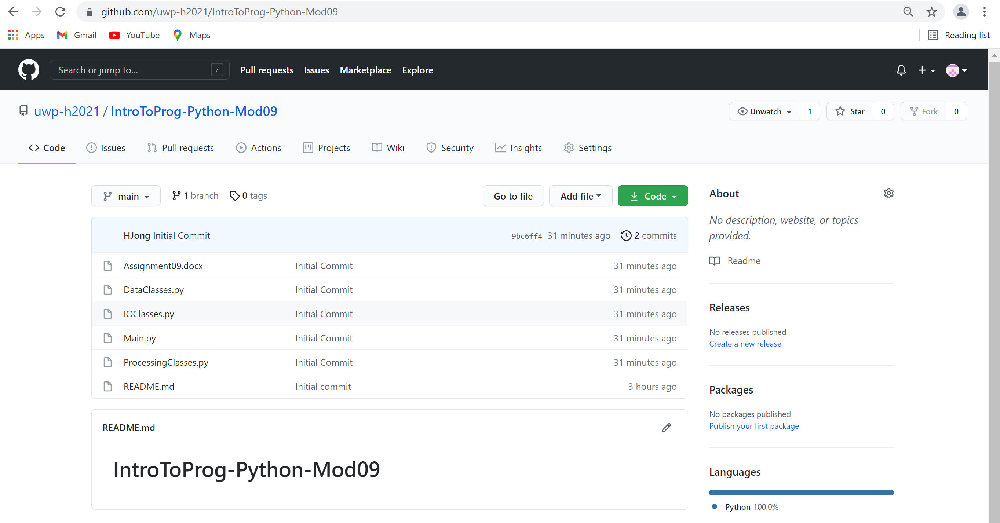 github.com/uwp-h2021/IntroToProg-Python-Mod09
Apps Gmail YouTube Maps Reading list
Search or jump to... / Pull requests Issues Marketplace Explore
uwp-h2021 / IntroToProg-Python-Mod09 Unwatch 1 Star 0 Fork 0
Code Issues Pull requests Actions Projects Wiki Security Insights Settings
main 1 branch 0 tags Go to file Add file Code
HJong Initial Commit 9bc6ff4 31 minutes ago 2 commits
Assignment09.docx Initial Commit 31 minutes ago
DataClasses.py Initial Commit 31 minutes ago
IOClasses.py Initial Commit 31 minutes ago
Main.py Initial Commit 31 minutes ago
ProcessingClasses.py Initial Commit 31 minutes ago
README.md Initial commit 3 hours ago
README.md
IntroToProg-Python-Mod09
About
No description, website, or topics
provided.
Readme
Releases
No releases published
Create a new release
Packages
No packages published
Publish your first package
Languages
Python 100.0%